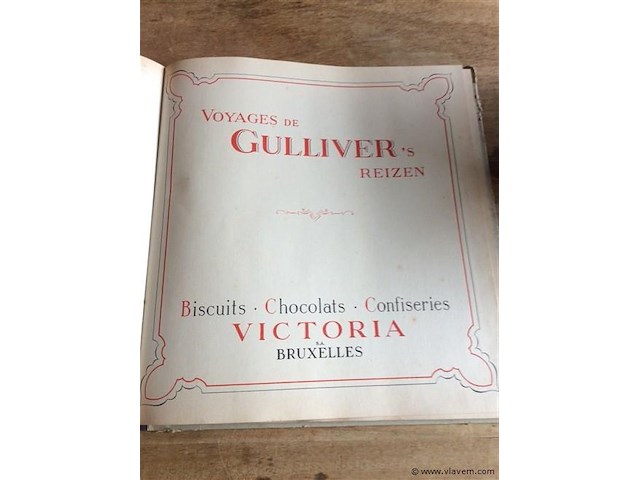 VOYAGES DE
GULLIVER's
REIZEN
Biscuits · Chocolats · Confiseries
VICTORIA
S.A.
BRUXELLES
© www.vlavem.com